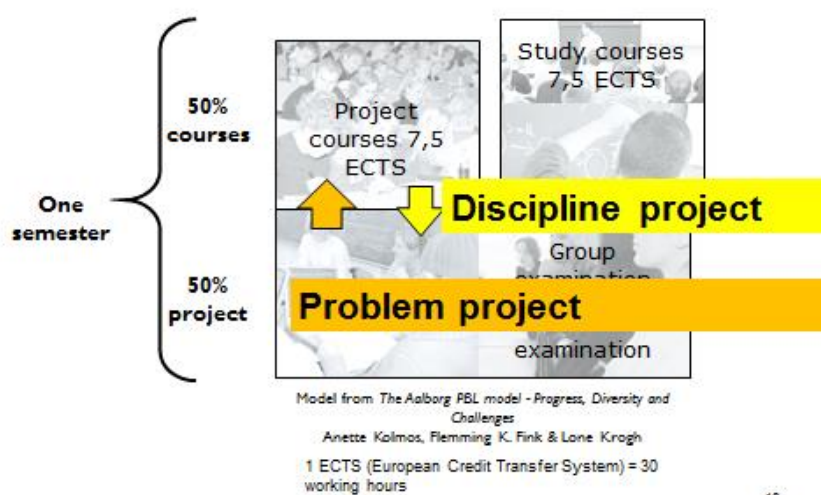 One
semester
50%
courses
50%
project
Project
courses 7,5
ECTS
Study courses
7,5 ECTS
Discipline project
Group
examination
Problem project
examination
Model from The Aalborg PBL model - Progress, Diversity and
Challenges
Anette Kolmos, Flemming K. Fink & Lone Krogh
1 ECTS (European Credit Transfer System) = 30
working hours